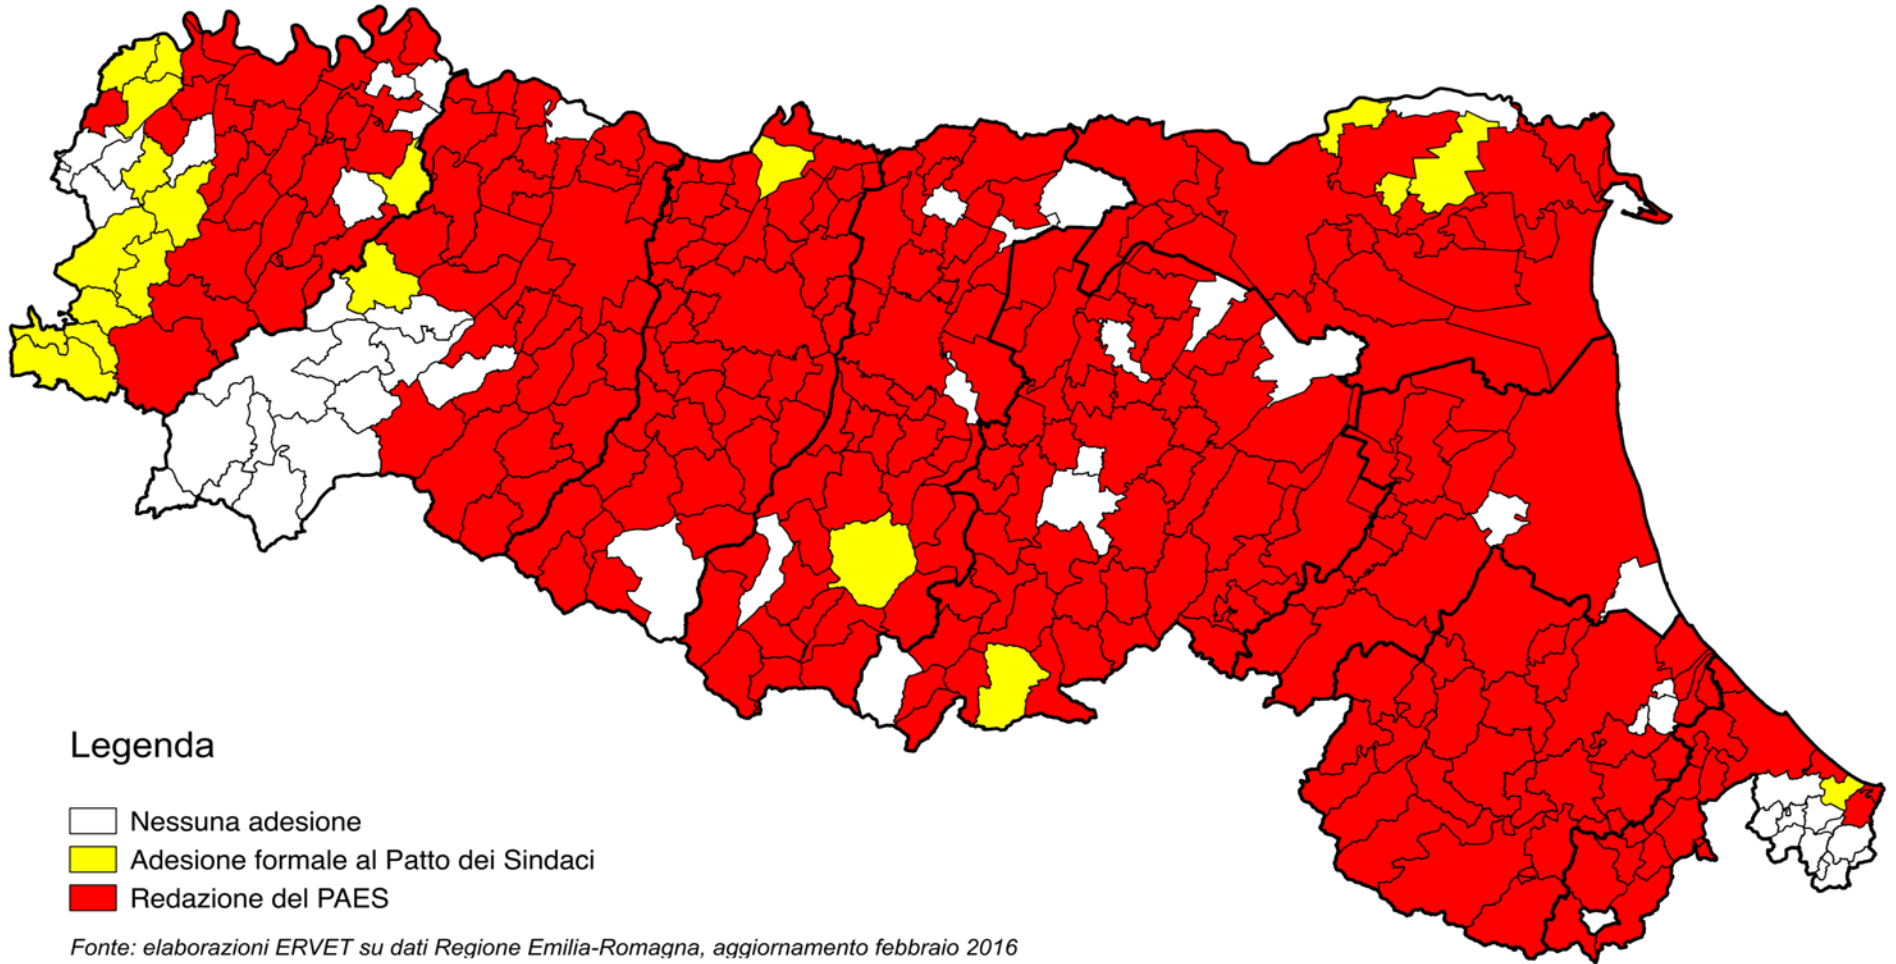 Legenda
Nessuna adesione
Adesione formale al Patto dei Sindaci
Redazione del PAES
Fonte: elaborazioni ERVET su dati Regione Emilia-Romagna, aggiornamento febbraio 2016